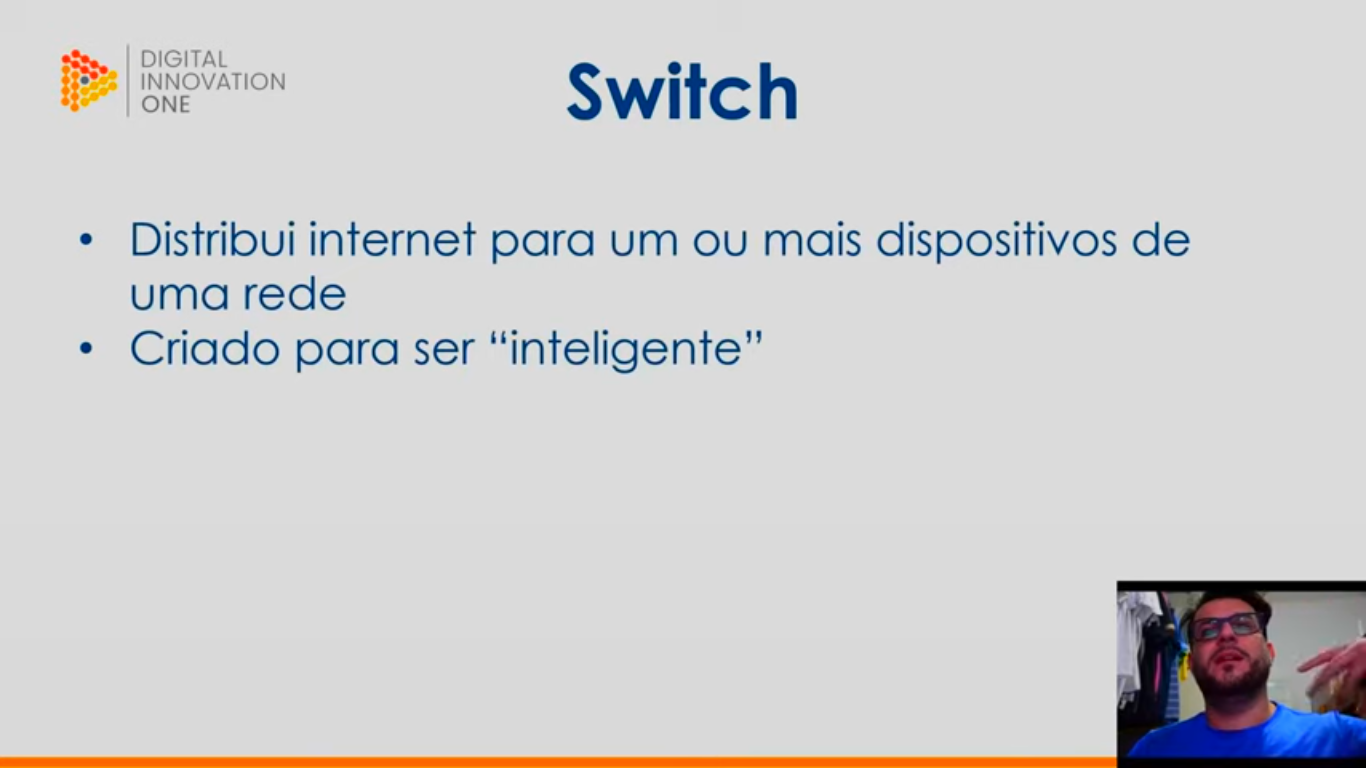 DIGITAL
INNOVATION
ONE
Switch
• Distribui internet para um ou mais dispositivos de
uma rede
• Criado para ser “inteligente”